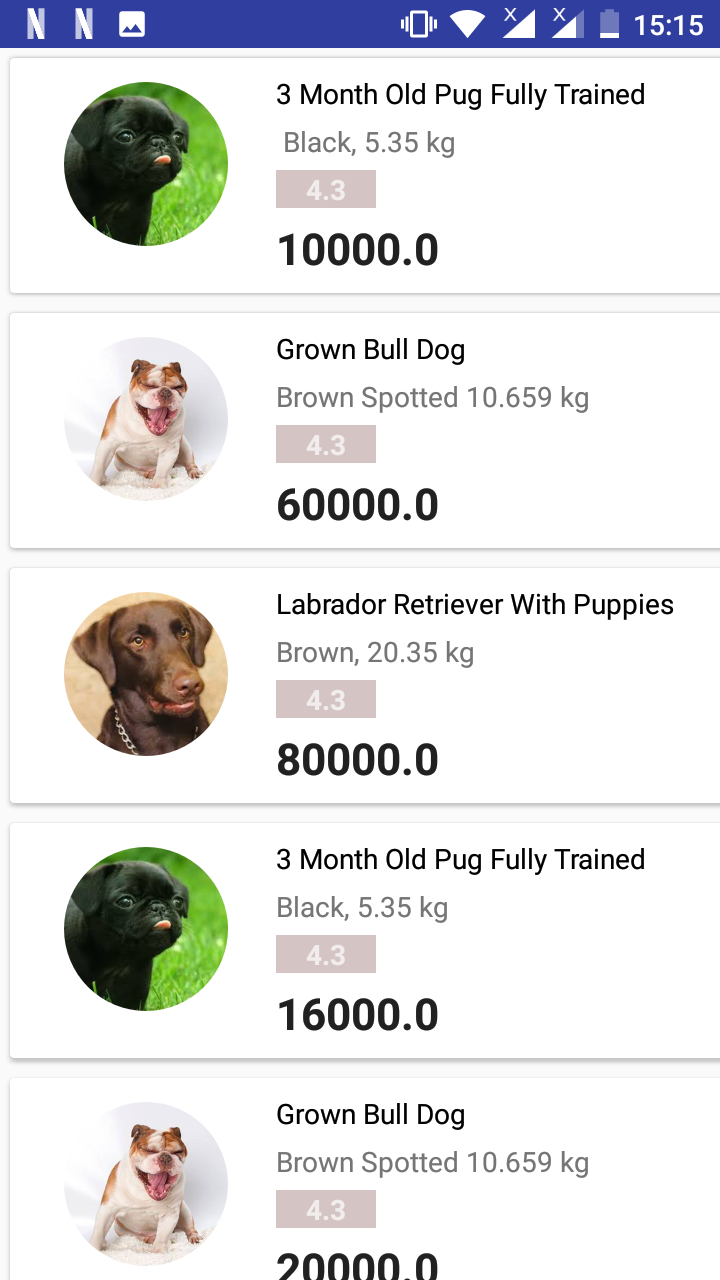 15:15
3 Month Old Pug Fully Trained
Black, 5.35 kg
4.3
10000.0
Grown Bull Dog
Brown Spotted 10.659 kg
4.3
60000.0
Labrador Retriever With Puppies
Brown, 20.35 kg
4.3
80000.0
3 Month Old Pug Fully Trained
Black, 5.35 kg
4.3
16000.0
Grown Bull Dog
Brown Spotted 10.659 kg
4.3
20000.0